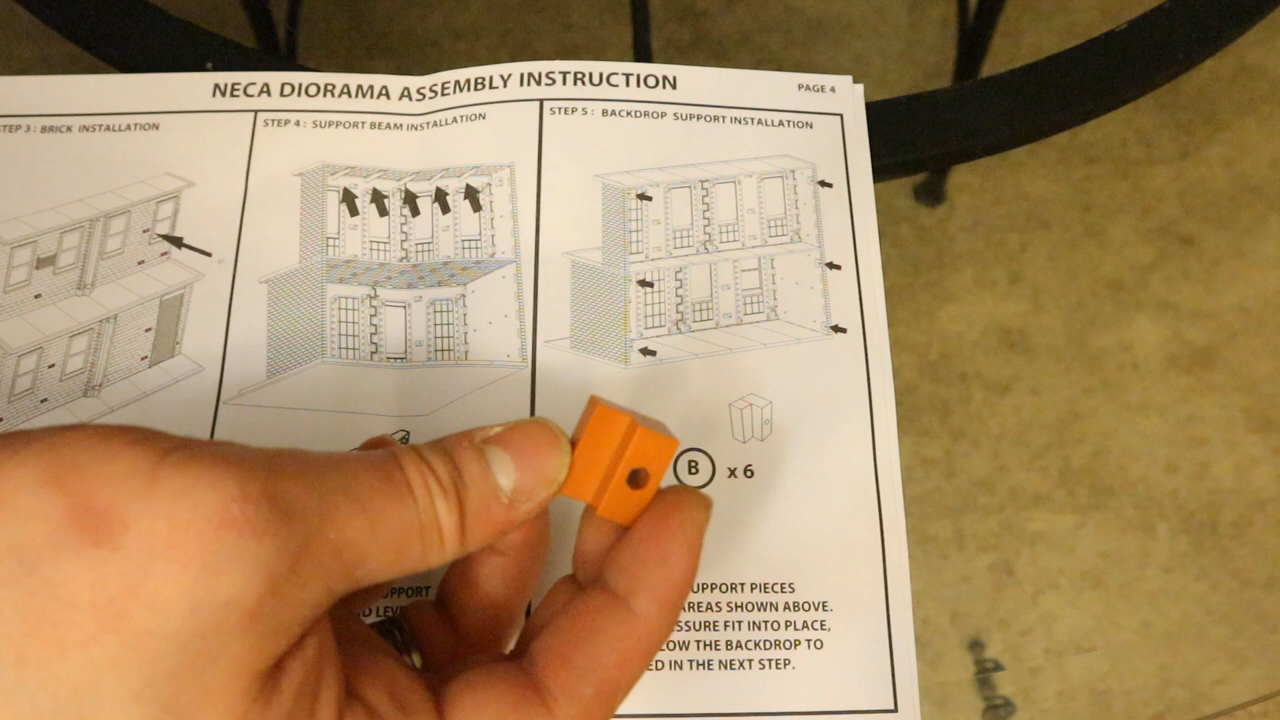 NECA DIORAMA ASSEMBLY INSTRUCTION
PAGE 4
STEP 3 : BRICK INSTALLATION
STEP 4 : SUPPORT BEAM INSTALLATION
STEP 5 : BACKDROP SUPPORT INSTALLATION
B x 6
UPPORT
D LEVE
UPPORT PIECES
AREAS SHOWN ABOVE.
SSURE FIT INTO PLACE,
LOW THE BACKDROP TO
ED IN THE NEXT STEP.